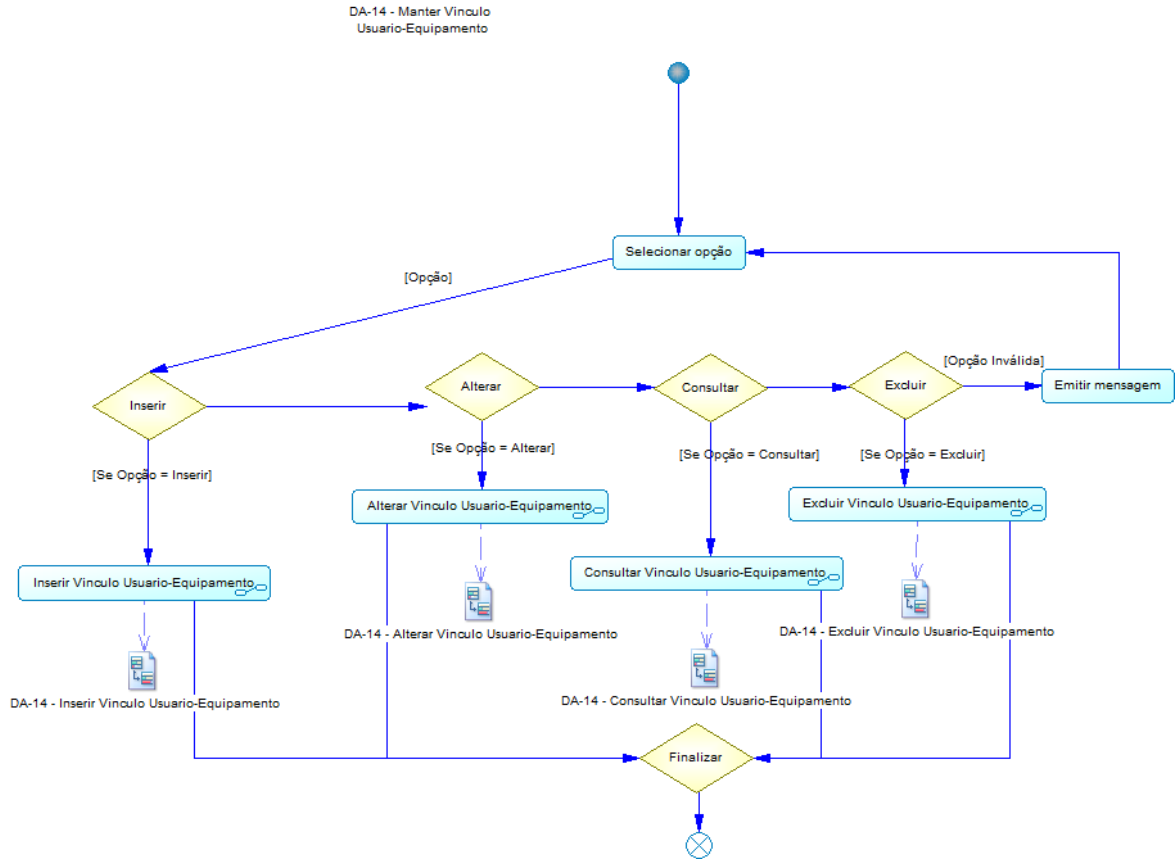 DA-14 - Manter Vinculo
Usuario-Equipamento
Selecionar opção
[Opção]
Inserir
Alterar
Consultar
Excluir
[Opção Inválida]
Emitir mensagem
[Se Opção = Inserir]
[Se Opção = Alterar]
[Se Opção = Consultar]
[Se Opção = Excluir]
Alterar Vinculo Usuario-Equipamento
Excluir Vinculo Usuario-Equipamento
Inserir Vinculo Usuario-Equipamento
Consultar Vinculo Usuario-Equipamento
DA-14 - Alterar Vinculo Usuario-Equipamento
DA-14 - Excluir Vinculo Usuario-Equipamento
DA-14 - Inserir Vinculo Usuario-Equipamento
DA-14 - Consultar Vinculo Usuario-Equipamento
Finalizar